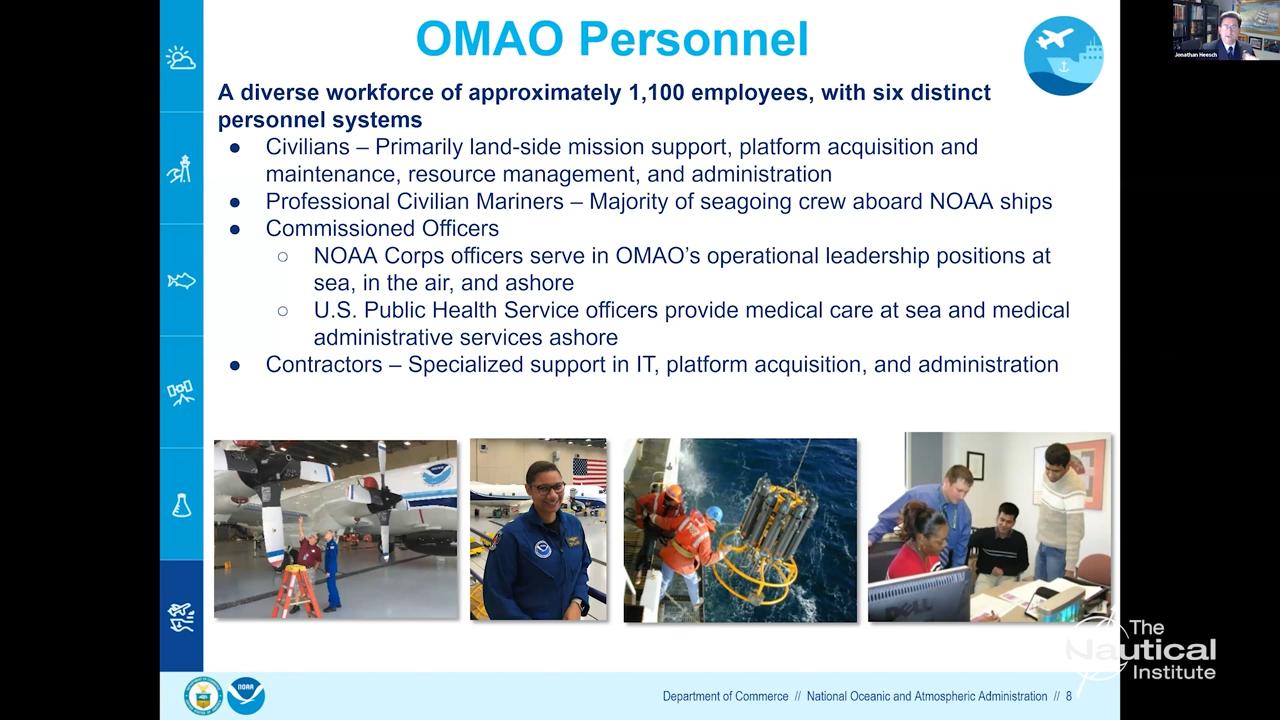 OMAO Personnel
A diverse workforce of approximately 1,100 employees, with six distinct
personnel systems
● Civilians – Primarily land-side mission support, platform acquisition and
maintenance, resource management, and administration
● Professional Civilian Mariners – Majority of seagoing crew aboard NOAA ships
● Commissioned Officers
○ NOAA Corps officers serve in OMAO’s operational leadership positions at
sea, in the air, and ashore
○ U.S. Public Health Service officers provide medical care at sea and medical
administrative services ashore
● Contractors – Specialized support in IT, platform acquisition, and administration
Jonathan Heesch
DELL
The
Nautical
Institute
NOAA
Department of Commerce // National Oceanic and Atmospheric Administration // 8